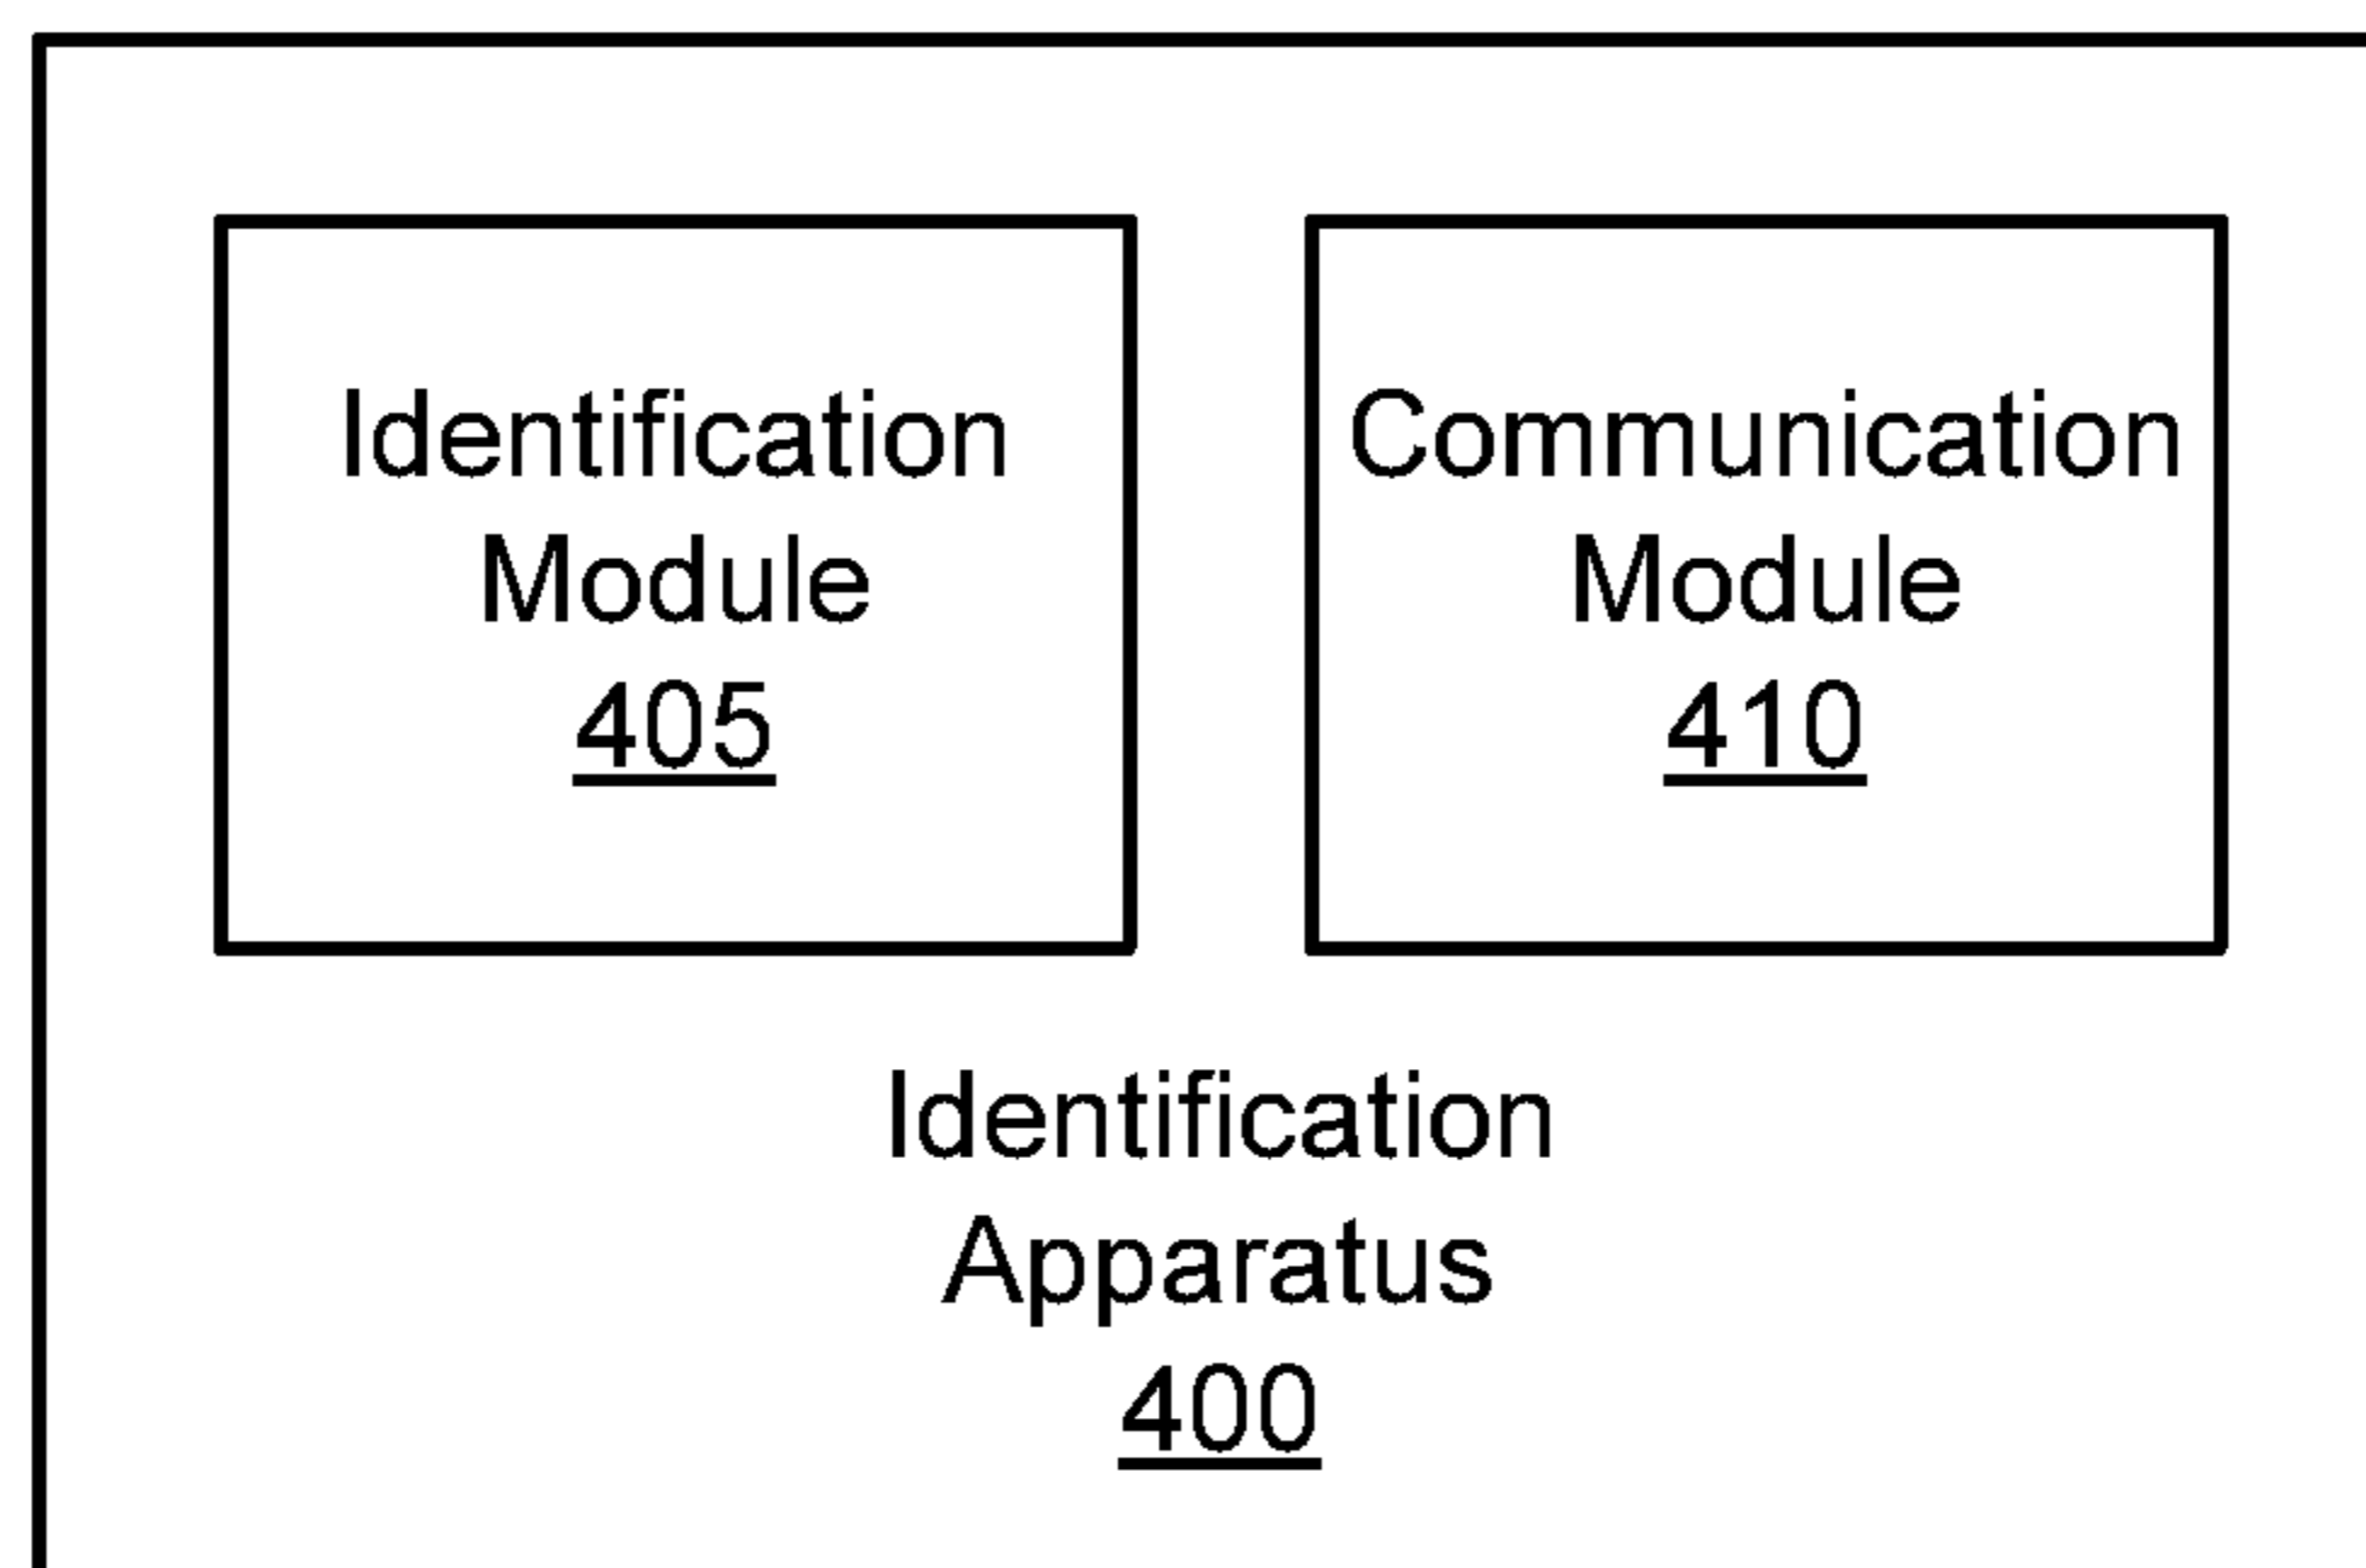 Identification
Module
405
Communication
Module
410
Identification
Apparatus
400